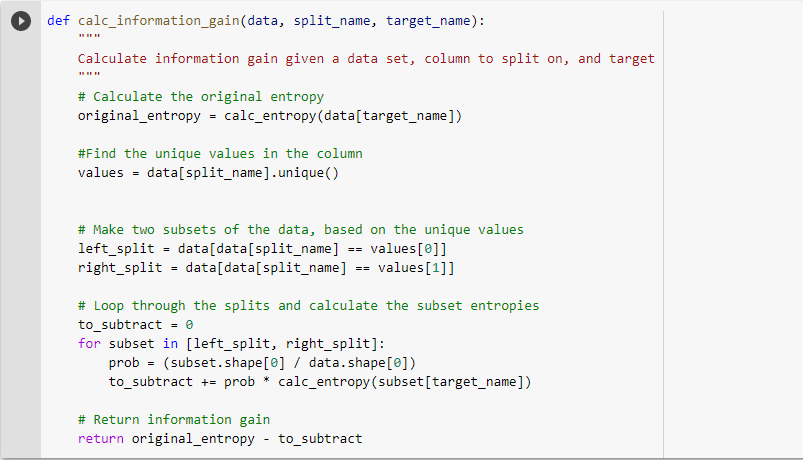 def calc_information_gain(data, split_name, target_name):
"""
Calculate information gain given a data set, column to split on, and target
"""
# Calculate the original entropy
original_entropy = calc_entropy(data[target_name])
#Find the unique values in the column
values = data[split_name].unique()
# Make two subsets of the data, based on the unique values
left_split = data[data[split_name] == values[0]]
right_split = data[data[split_name] == values[1]]
# Loop through the splits and calculate the subset entropies
to_subtract = 0
for subset in [left_split, right_split]:
prob = (subset.shape[0] / data.shape[0])
to_subtract += prob * calc_entropy(subset[target_name])
# Return information gain
return original_entropy - to_subtract